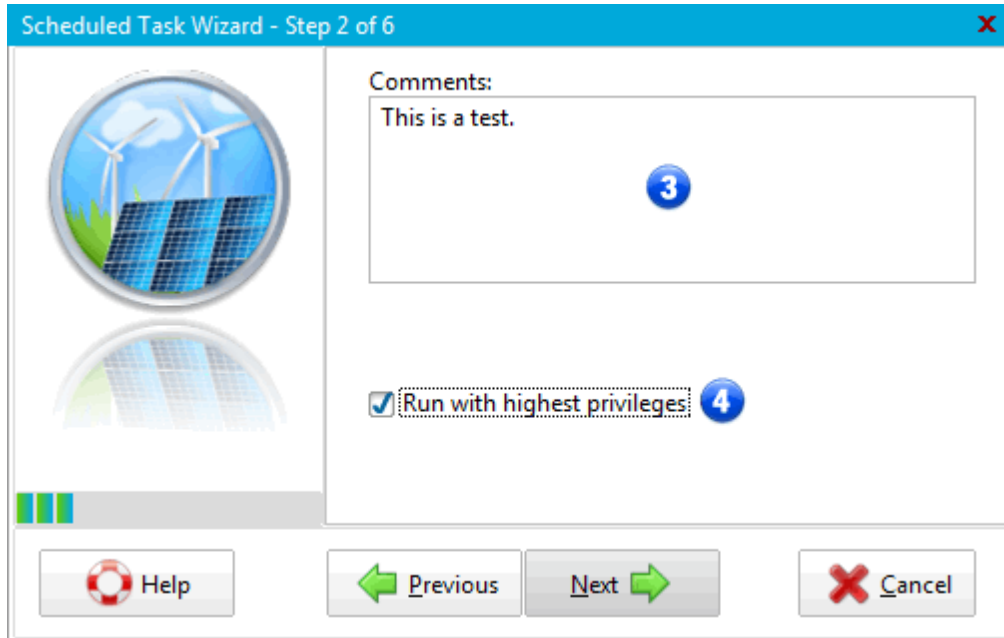 Scheduled Task Wizard - Step 2 of 6
x
Comments:
This is a test.
3
Run with highest privileges 4
Help Previous Next Cancel